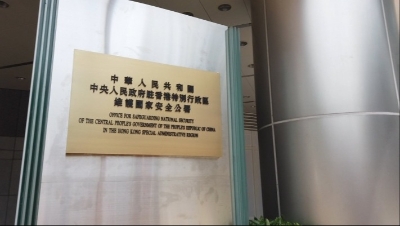 中華人民共和國
中央人民政府駐香港特別行政區
維護國家安全公署
OFFICE FOR SAFEGUARDING NATIONAL SECURITY
OF THE CENTRAL PEOPLE'S GOVERNMENT OF THE PEOPLE'S REPUBLIC OF CHINA
IN THE HONG KONG SPECIAL ADMINISTRATIVE REGION